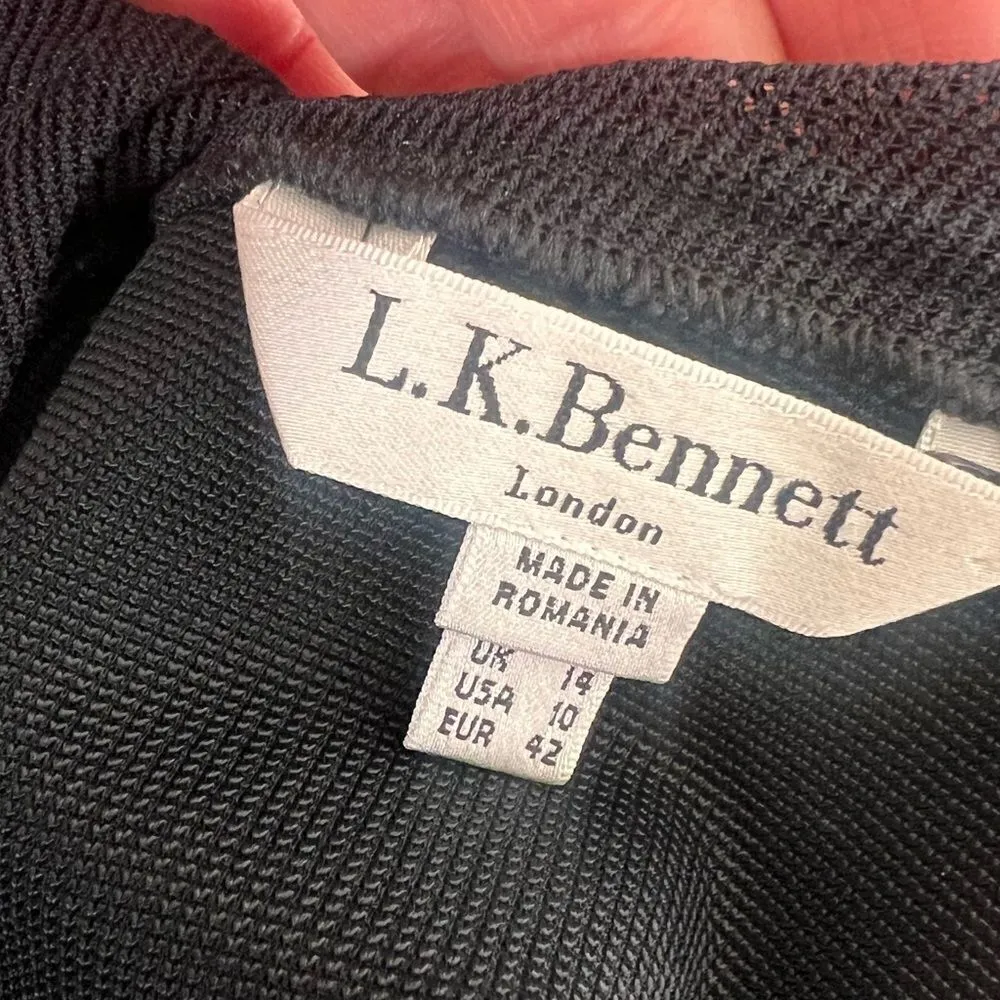 L.K.Bennett
London
MADE IN
ROMANIA
UK 14
USA 10
EUR 42